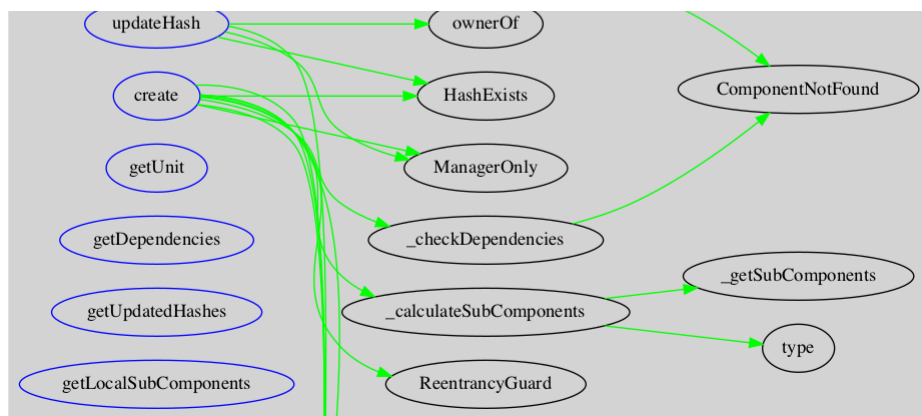 updateHash
ownerOf
create
HashExists
ComponentNotFound
getUnit
ManagerOnly
getDependencies
_checkDependencies
_getSubComponents
getUpdatedHashes
_calculateSubComponents
type
getLocalSubComponents
ReentrancyGuard